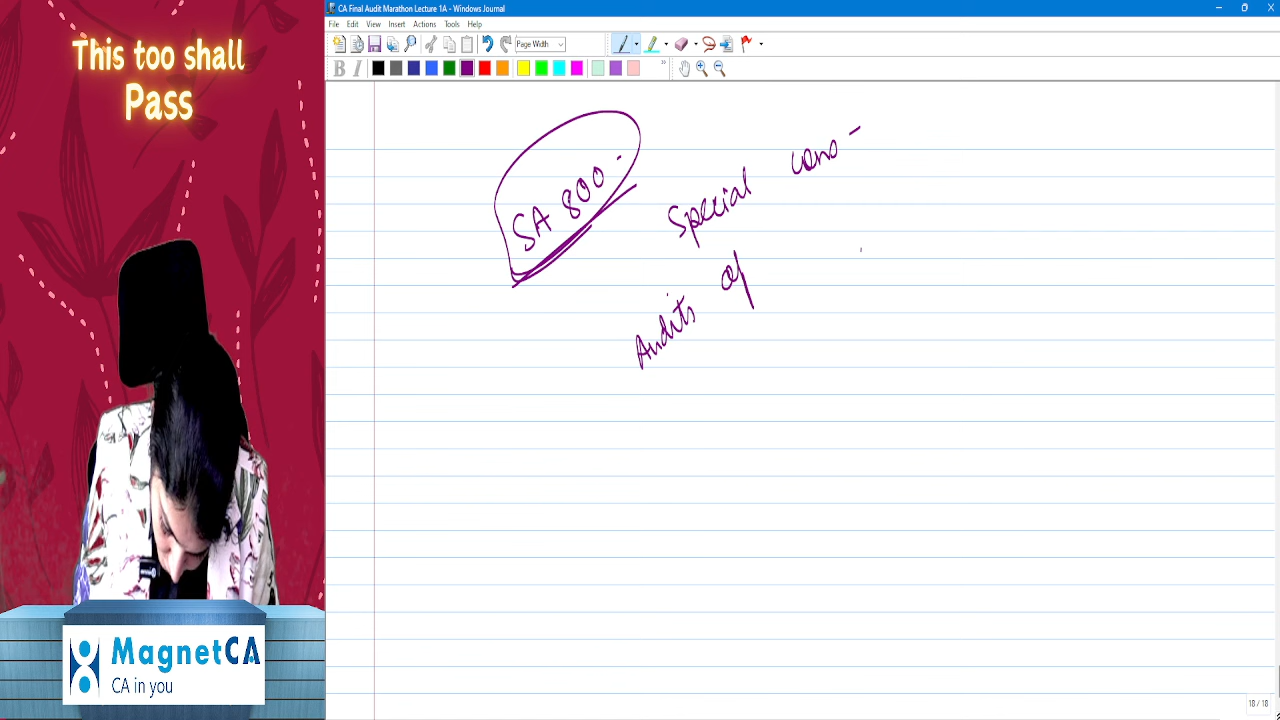 This too shall
Pass
CA Final Audit Marathon Lecture 1A - Windows Journal
File Edit View Insert Actions Tools Help
Page Width
B I
SA 800.
Special cons -
Audits of
MagnetCA
CA in you
18 / 18